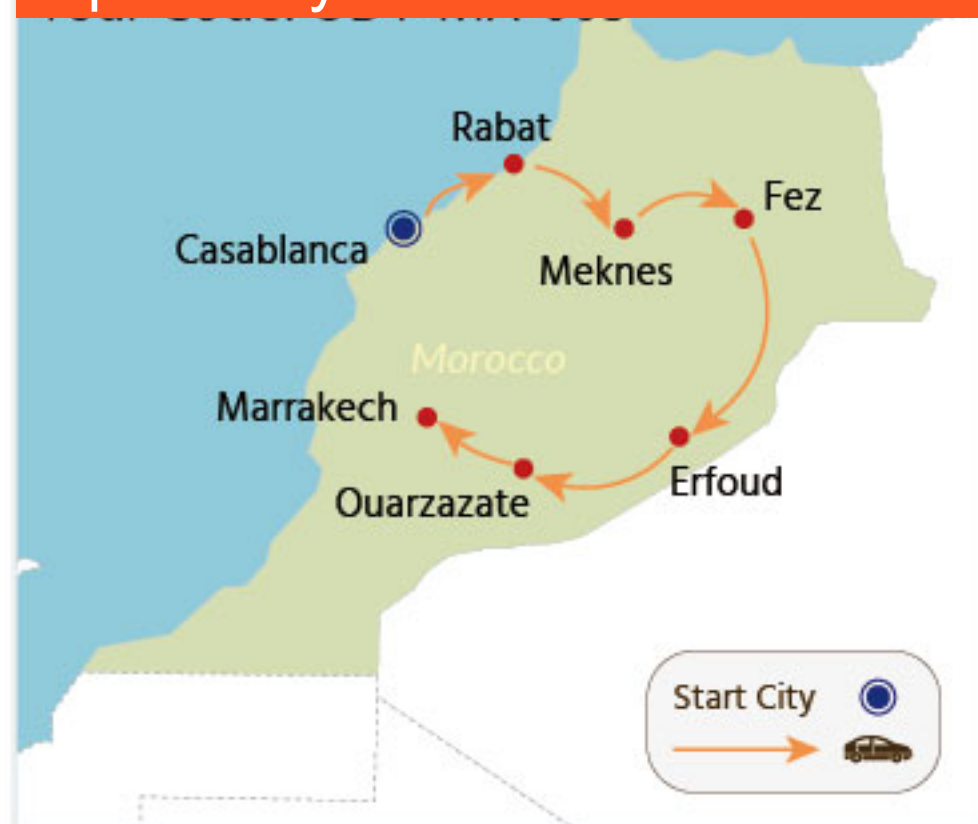 Rabat
Fez
Casablanca
Meknes
Morocco
Marrakech
Erfoud
Ouarzazate
Start City